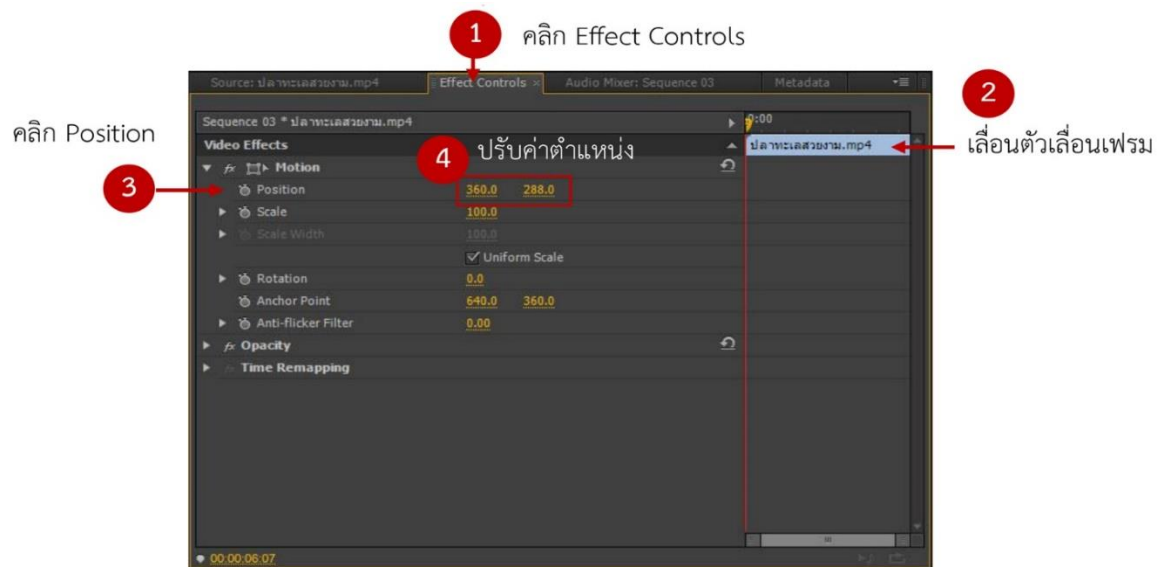 1 คลิก Effect Controls
Source: ปลาทะเลสวยงาม.mp4 Effect Controls × Audio Mixer: Sequence 03 Metadata
2
เลื่อนตัวเลื่อนเฟรม
คลิก Position
3
Sequence 03 * ปลาทะเลสวยงาม.mp4
0:00
Video Effects
ปลาทะเลสวยงาม.mp4
4 ปรับค่าตำแหน่ง
fx Motion
Position 360.0 288.0
Scale 100.0
Scale Width 100.0
Uniform Scale
Rotation 0.0
Anchor Point 640.0 360.0
Anti-flicker Filter 0.00
fx Opacity
Time Remapping
00:00:06:07